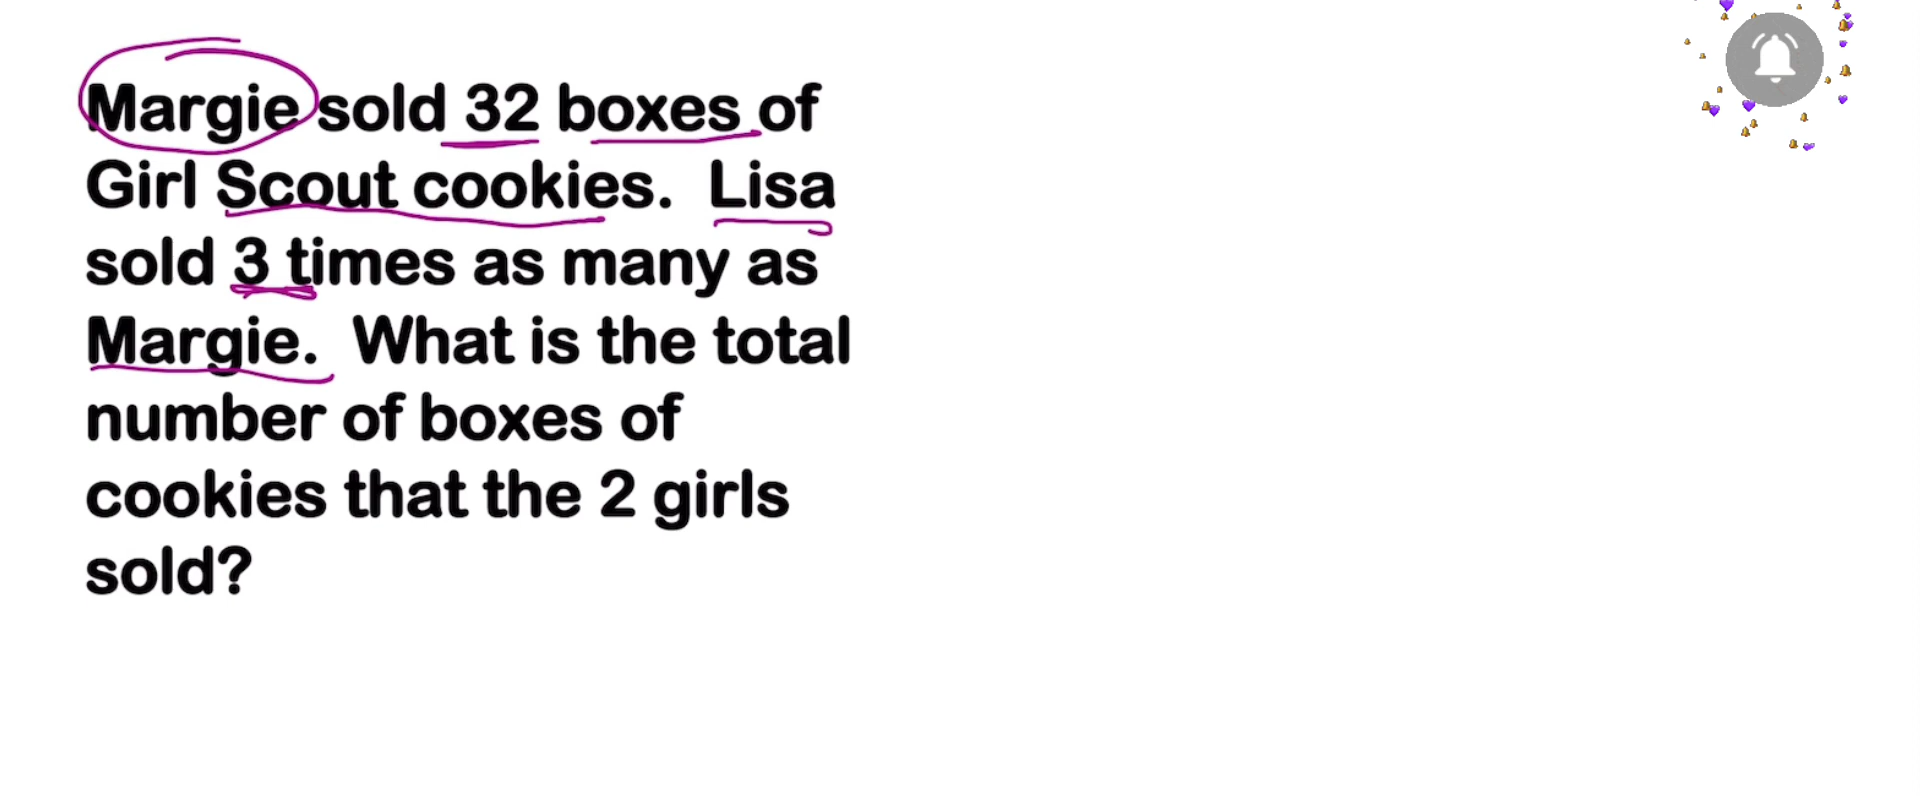 Margie sold 32 boxes of
Girl Scout cookies. Lisa
sold 3 times as many as
Margie. What is the total
number of boxes of
cookies that the 2 girls
sold?